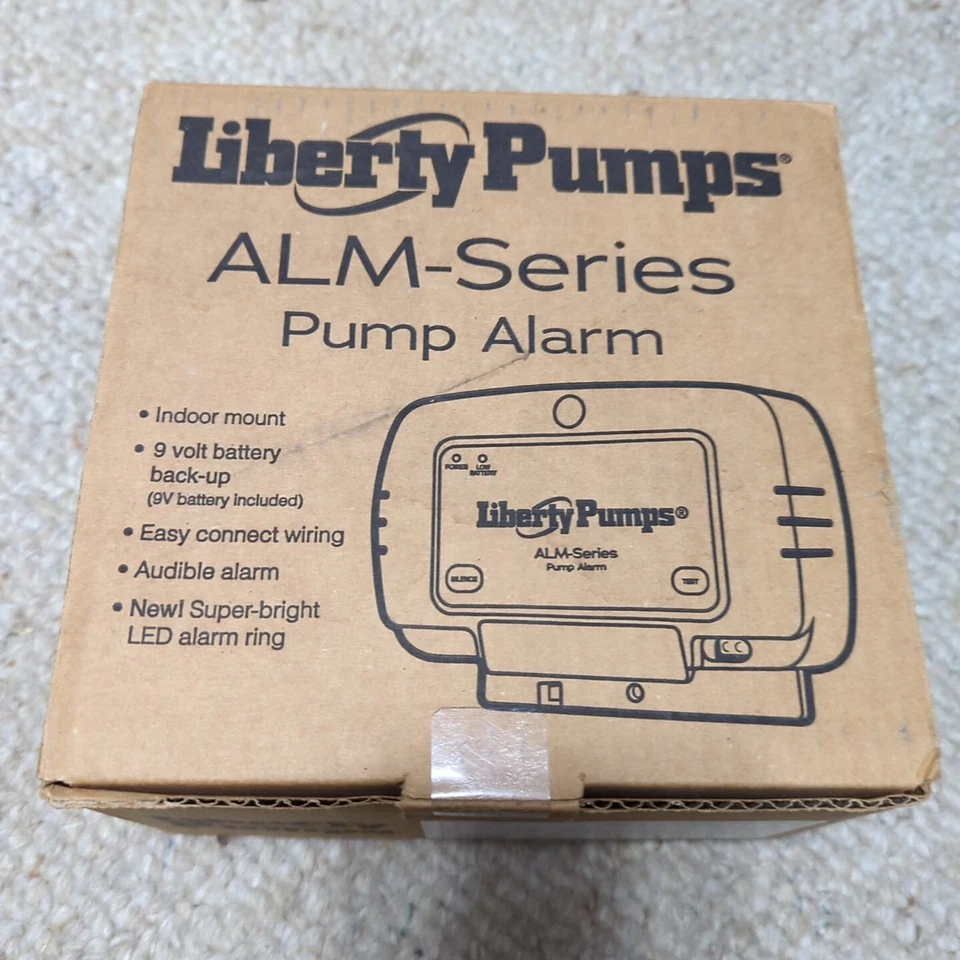 Liberty Pumps®
ALM-Series
Pump Alarm
• Indoor mount
• 9 volt battery
back-up
(9V battery included)
• Easy connect wiring
• Audible alarm
• New! Super-bright
LED alarm ring
POWER LOW
BATTERY
Liberty Pumps®
ALM-Series
Pump Alarm
SILENCE
TEST